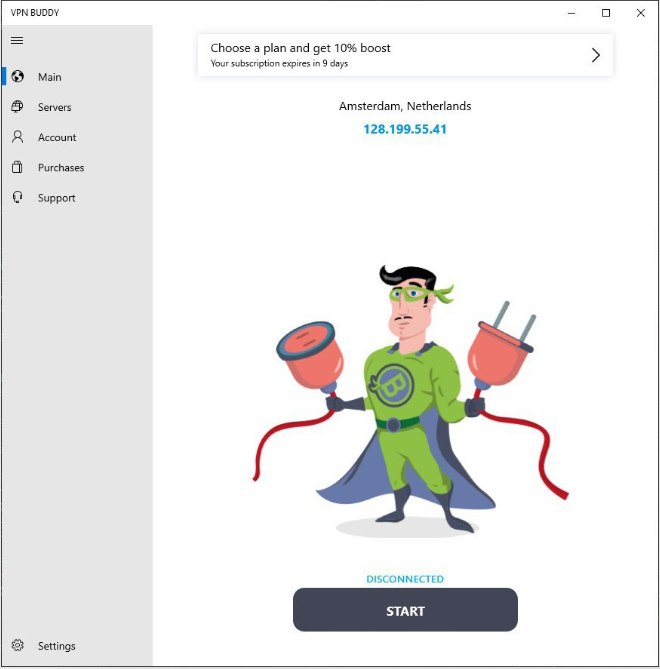 VPN BUDDY
Choose a plan and get 10% boost
Your subscription expires in 9 days
Main
Servers
Account
Purchases
Support
Amsterdam, Netherlands
128.199.55.41
B
DISCONNECTED
START
Settings